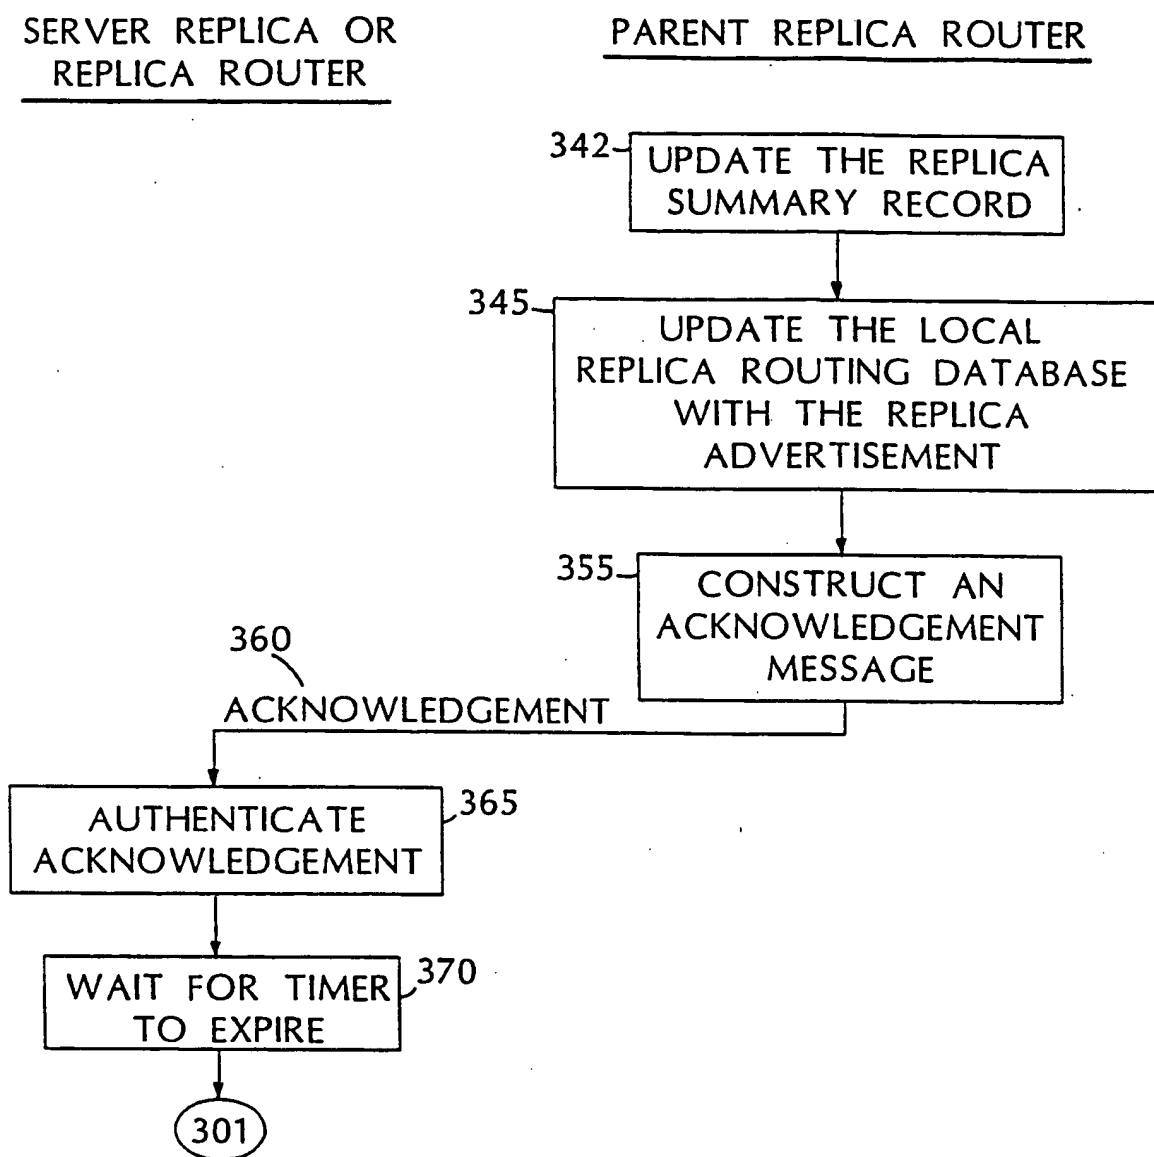 SERVER REPLICA OR
REPLICA ROUTER
PARENT REPLICA ROUTER
342
UPDATE THE REPLICA
SUMMARY RECORD
345
UPDATE THE LOCAL
REPLICA ROUTING DATABASE
WITH THE REPLICA
ADVERTISEMENT
355
CONSTRUCT AN
ACKNOWLEDGEMENT
MESSAGE
360
ACKNOWLEDGEMENT
AUTHENTICATE
ACKNOWLEDGEMENT
365
WAIT FOR TIMER
TO EXPIRE
370
301